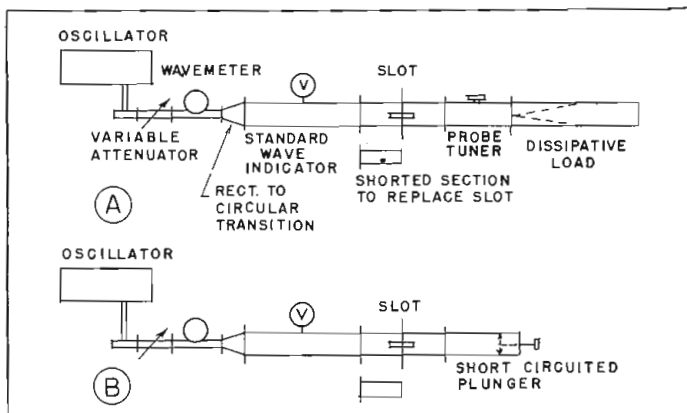 OSCILLATOR
WAVEMETER
SLOT
V
VARIABLE
ATTENUATOR
STANDARD
WAVE
INDICATOR
PROBE
TUNER
DISSIPATIVE
LOAD
RECT. TO
CIRCULAR
TRANSITION
SHORTED SECTION
TO REPLACE SLOT
A
OSCILLATOR
SLOT
V
SHORT CIRCUITED
PLUNGER
B